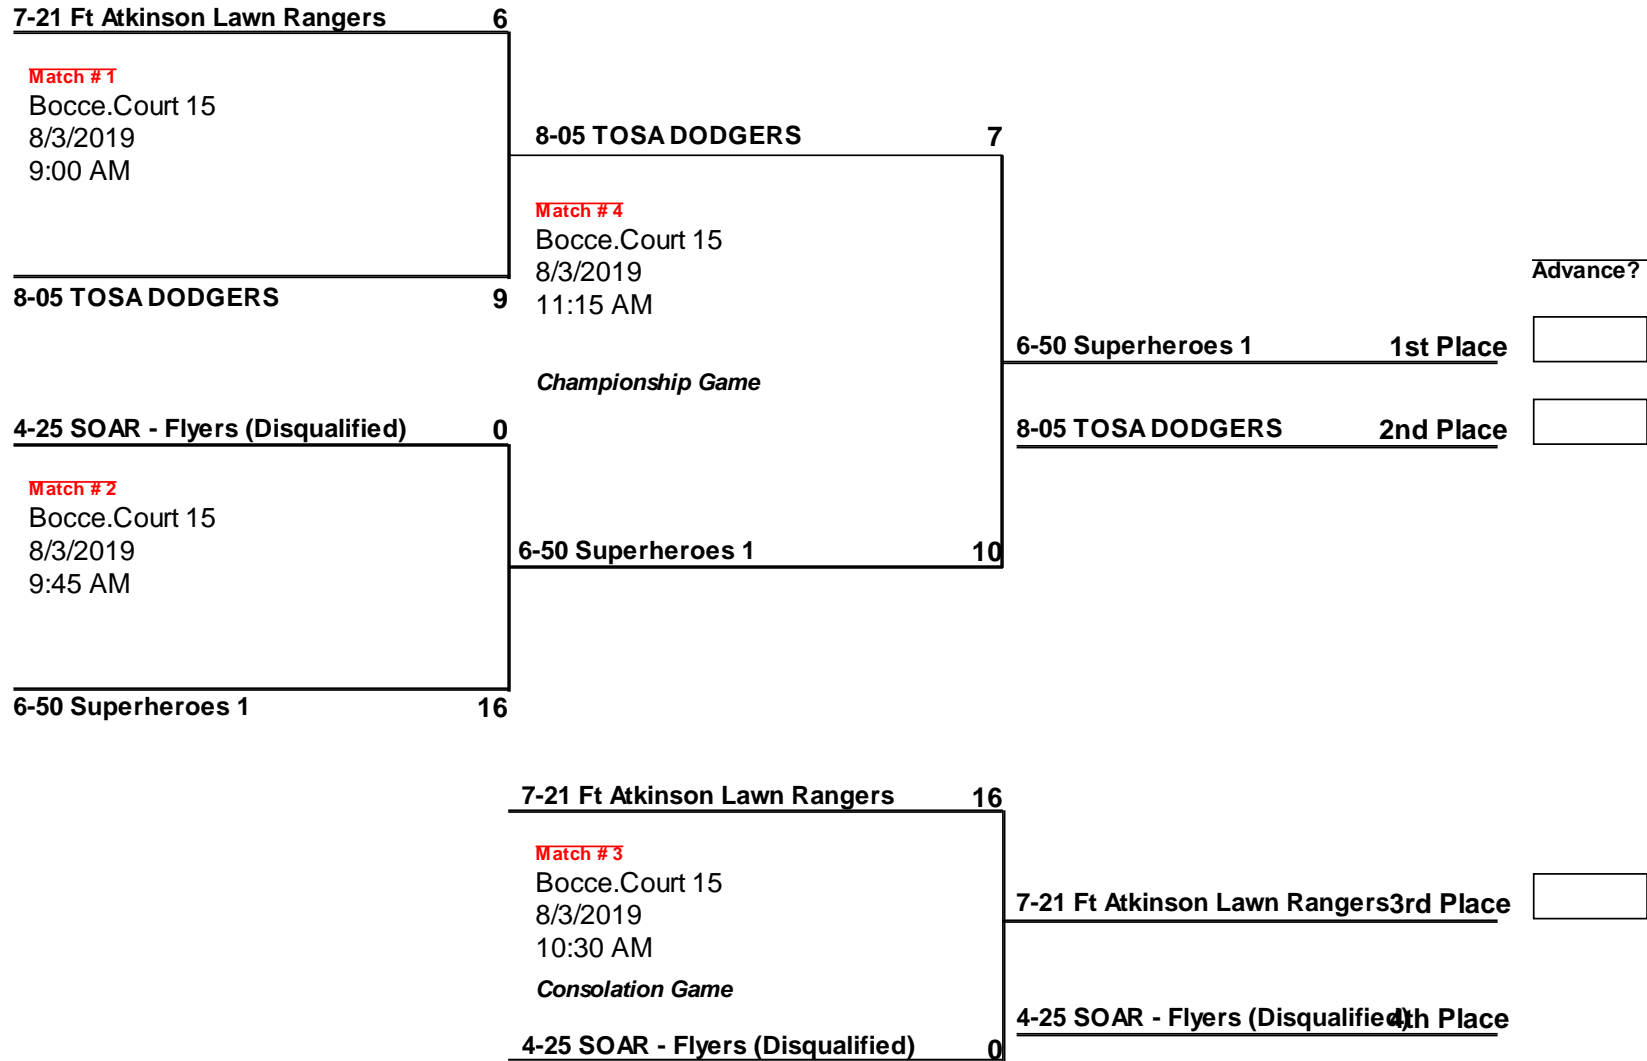 7-21 Ft Atkinson Lawn Rangers 6
Match # 1
Bocce.Court 15
8/3/2019
9:00 AM
8-05 TOSA DODGERS 9
8-05 TOSA DODGERS 7
Match # 4
Bocce.Court 15
8/3/2019
11:15 AM
Championship Game
4-25 SOAR - Flyers (Disqualified) 0
Match # 2
Bocce.Court 15
8/3/2019
9:45 AM
6-50 Superheroes 1 16
6-50 Superheroes 1 10
Advance?
6-50 Superheroes 1 1st Place
8-05 TOSA DODGERS 2nd Place
7-21 Ft Atkinson Lawn Rangers 16
Match # 3
Bocce.Court 15
8/3/2019
10:30 AM
Consolation Game
4-25 SOAR - Flyers (Disqualified) 0
7-21 Ft Atkinson Lawn Rangers 3rd Place
4-25 SOAR - Flyers (Disqualified) 4th Place